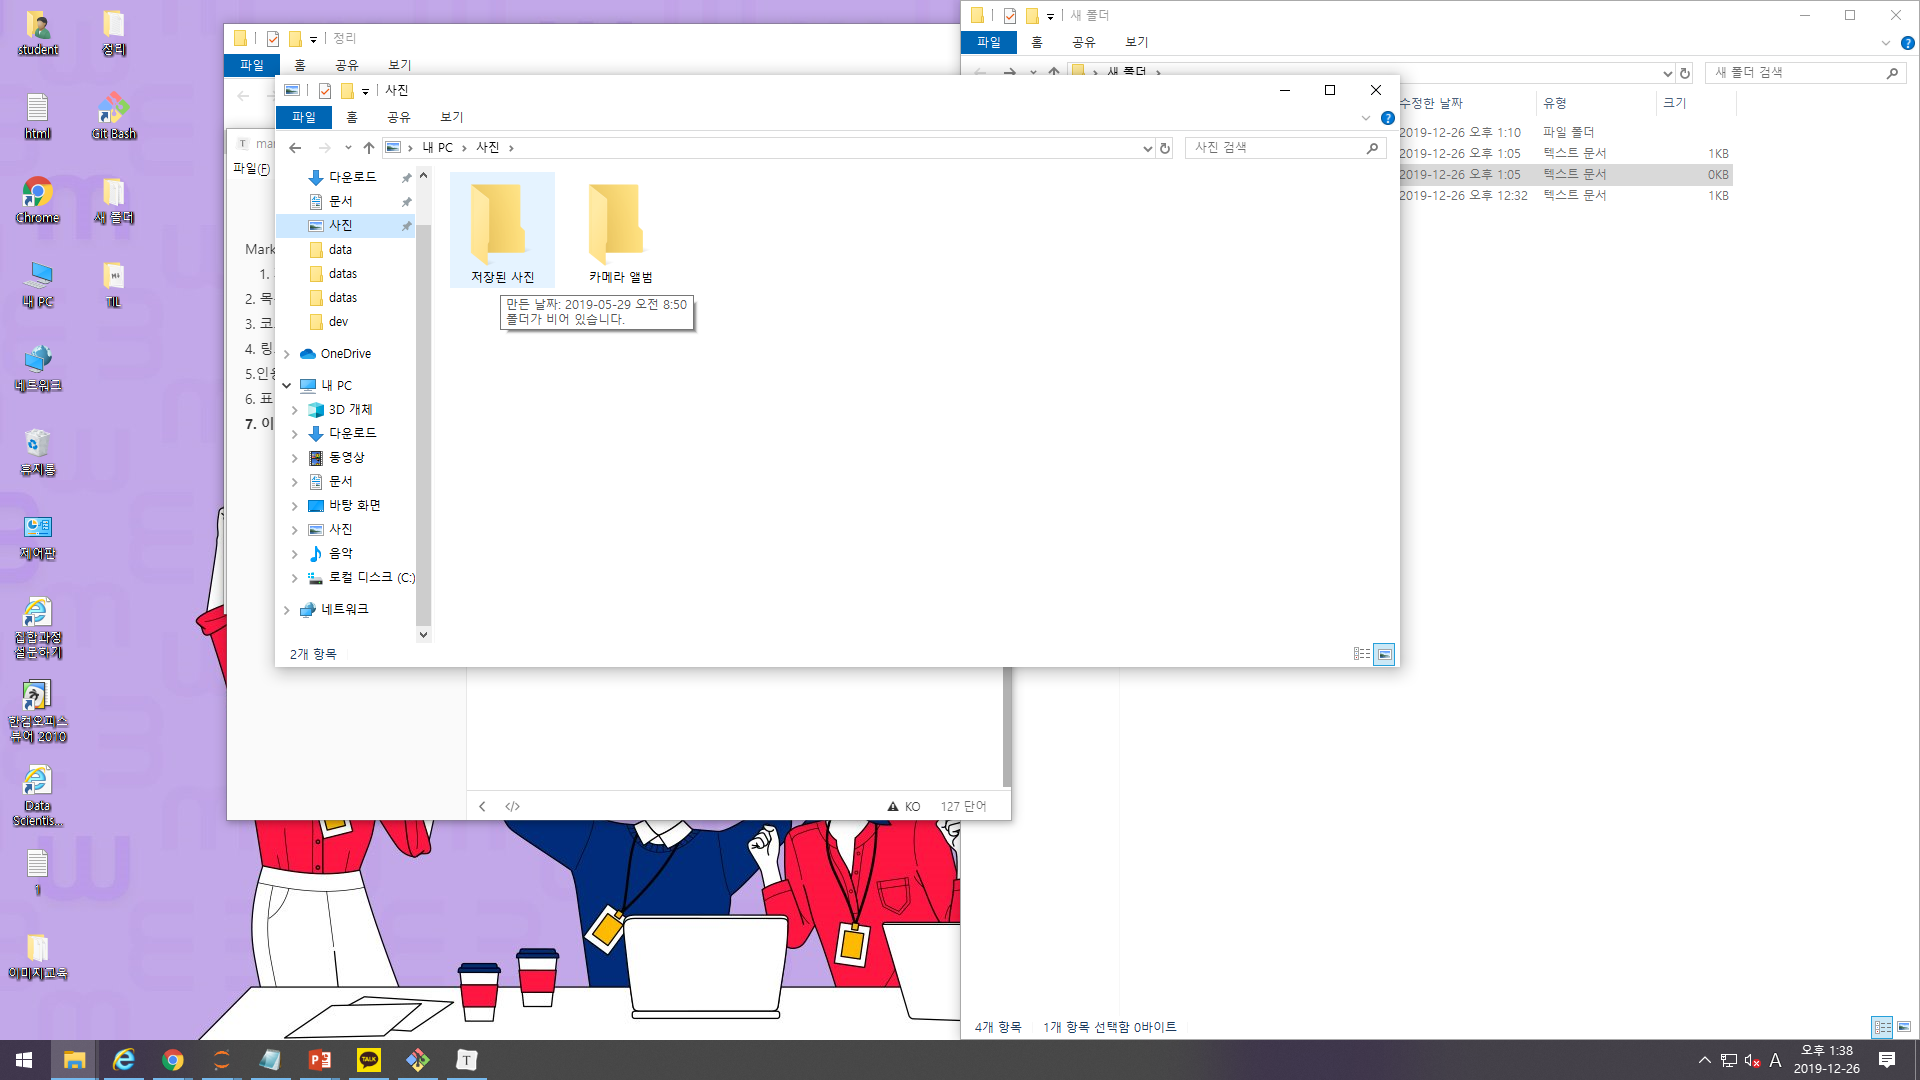 student
정리
html
Git Bash
Chrome
새 폴더
내 PC
TIL
네트워크
휴지통
제어판
집합과정
설문하기
한컴오피스
뷰어 2010
Data
Scientis...
1
이미지교육
정리
파일
홈
공유
보기
파일(F)
Mark
1.
2. 목
3. 코
4. 링
5.인용
6. 표
7. 이
KO
127 단어
사진
파일
홈
공유
보기
내 PC
사진
사진 검색
다운로드
문서
사진
data
datas
datas
dev
OneDrive
내 PC
3D 개체
다운로드
동영상
문서
바탕 화면
사진
음악
로컬 디스크 (C:)
네트워크
저장된 사진
카메라 앨범
만든 날짜: 2019-05-29 오전 8:50
폴더가 비어 있습니다.
2개 항목
새 폴더
파일
홈
공유
보기
새 폴더
새 폴더 검색
수정한 날짜 유형 크기
2019-12-26 오후 1:10 파일 폴더
2019-12-26 오후 1:05 텍스트 문서 1KB
2019-12-26 오후 1:05 텍스트 문서 0KB
2019-12-26 오후 12:32 텍스트 문서 1KB
4개 항목 1개 항목 선택함 0바이트
TALK
T
A
오후 1:38
2019-12-26